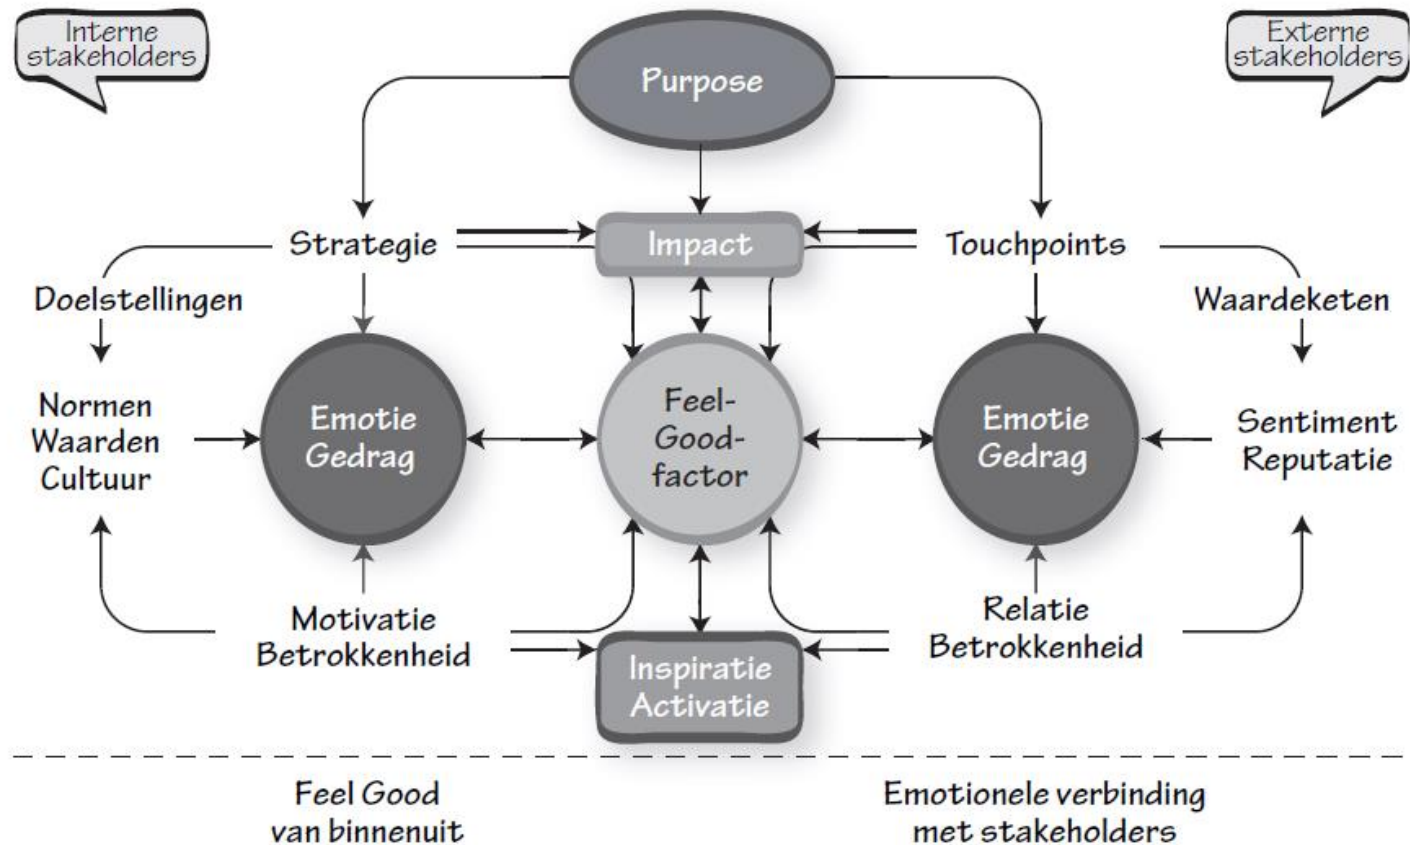 Interne
stakeholders
Externe
stakeholders
Purpose
Strategie
Impact
Touchpoints
Doelstellingen
Waardeketen
Normen
Waarden
Cultuur
Emotie
Gedrag
Feel-
Good-
factor
Emotie
Gedrag
Sentiment
Reputatie
Motivatie
Betrokkenheid
Inspiratie
Activatie
Relatie
Betrokkenheid
Feel Good
van binnenuit
Emotionele verbinding
met stakeholders